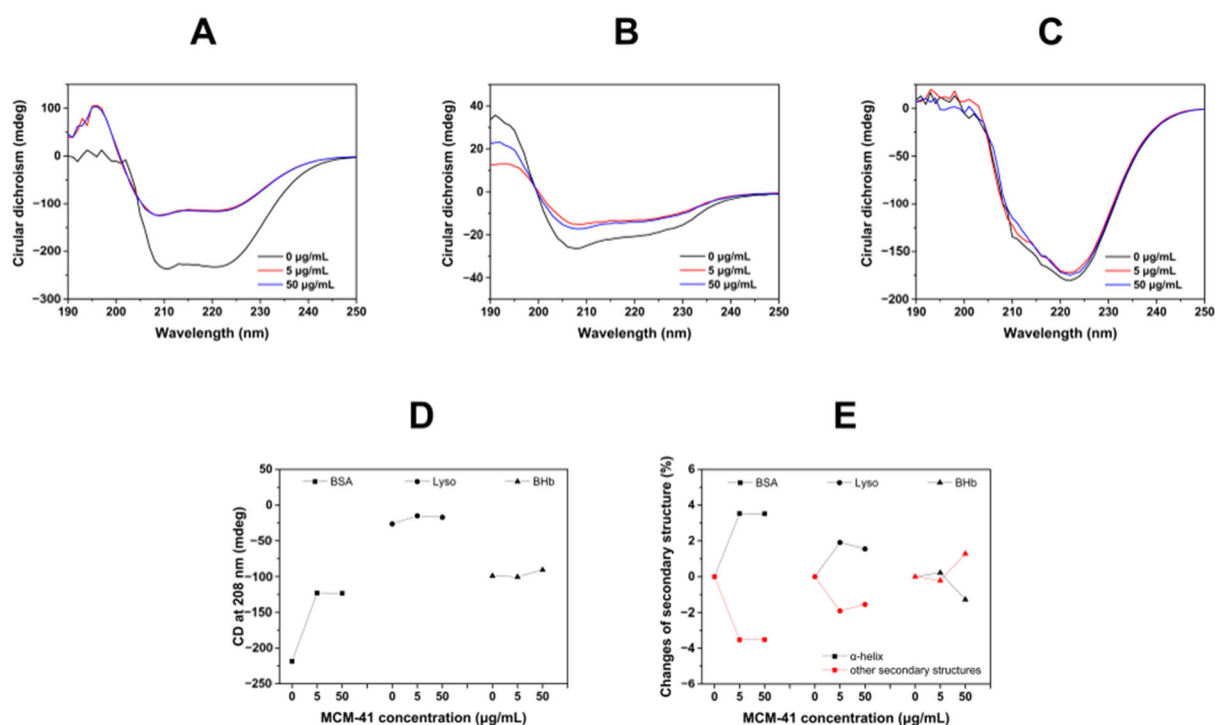 A
B
C
Cirular dichroism (mdeg)
100
0
−100
−200
−300
190 200 210 220 230 240 250
Wavelength (nm)
0 µg/mL
5 µg/mL
50 µg/mL
Cirular dichroism (mdeg)
40
20
0
−20
−40
190 200 210 220 230 240 250
Wavelength (nm)
0 µg/mL
5 µg/mL
50 µg/mL
Cirular dichroism (mdeg)
0
−50
−100
−150
−200
190 200 210 220 230 240 250
Wavelength (nm)
0 µg/mL
5 µg/mL
50 µg/mL
D
E
CD at 208 nm (mdeg)
50
0
−50
−100
−150
−200
−250
BSA Lyso BHb
0 5 50 0 5 50 0 5 50
MCM-41 concentration (µg/mL)
Changes of secondary structure (%)
6
4
2
0
−2
−4
−6
BSA Lyso BHb
α-helix
other secondary structures
0 5 50 0 5 50 0 5 50
MCM-41 concentration (µg/mL)